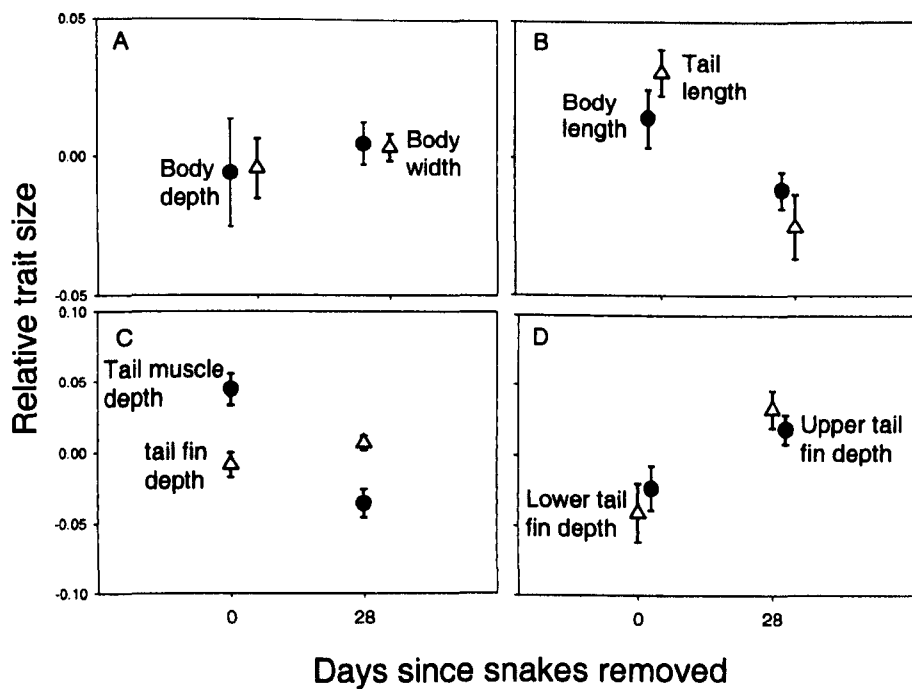 Relative trait size
0.05
0.00
-0.05
A
Body
depth
Body
width
B
Body
length
Tail
length
0.10
0.05
0.00
-0.05
-0.10
C
Tail muscle
depth
tail fin
depth
0
28
D
Lower tail
fin depth
Upper tail
fin depth
0
28
Days since snakes removed